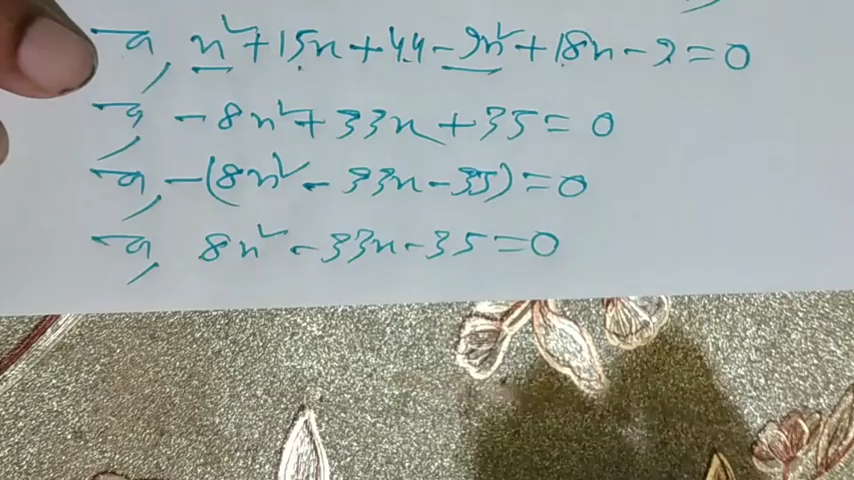 বা, x² + 15x + 44 - 9x² + 18x - 9 = 0
বা, - 8x² + 33x + 35 = 0
বা, - (8x² - 33x - 35) = 0
বা, 8x² - 33x - 35 = 0